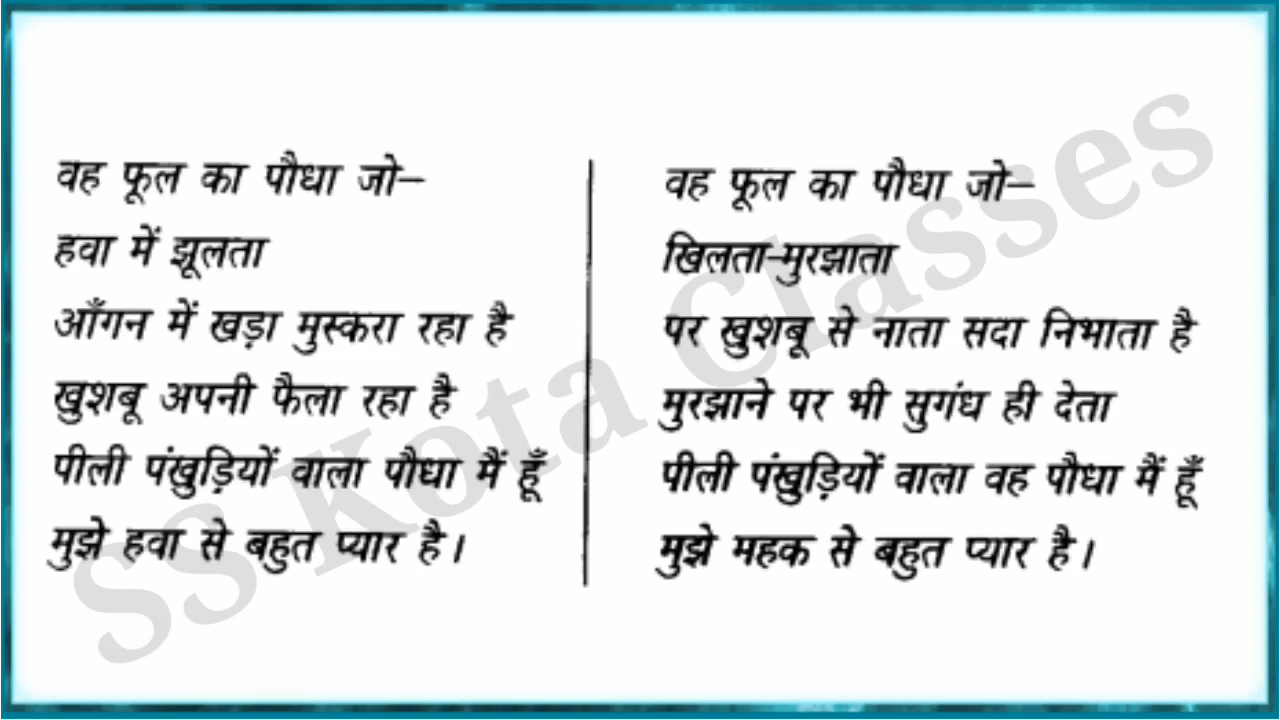 वह फूल का पौधा जो–
हवा में झूलता
आँगन में खड़ा मुस्करा रहा है
खुशबू अपनी फैला रहा है
पीली पंखुड़ियों वाला पौधा मैं हूँ
मुझे हवा से बहुत प्यार है।
वह फूल का पौधा जो–
खिलता-मुरझाता
पर खुशबू से नाता सदा निभाता है
मुरझाने पर भी सुगंध ही देता
पीली पंखुड़ियों वाला वह पौधा मैं हूँ
मुझे महक से बहुत प्यार है।
SS Kota Classes